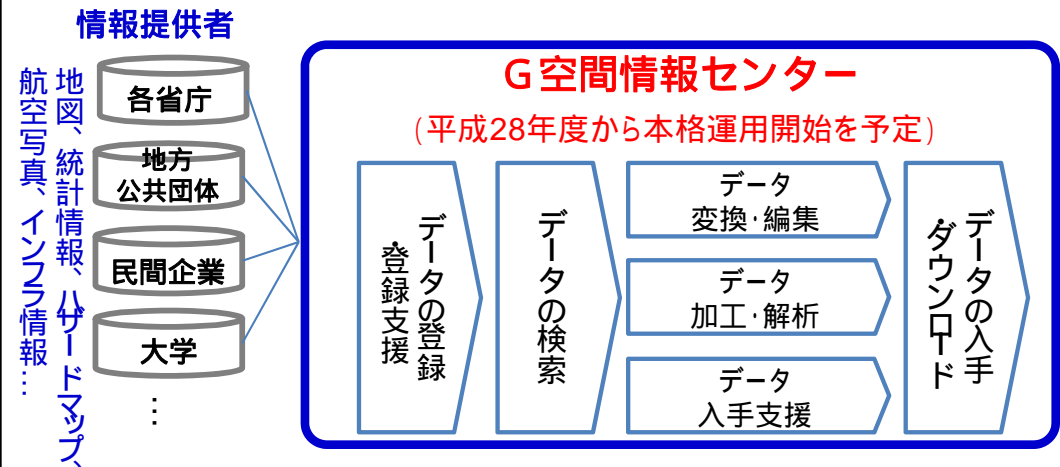 情報提供者
地図、統計情報、ハザードマップ、
航空写真、インフラ情報…
各省庁
地方
公共団体
民間企業
大学
…
G空間情報センター
(平成28年度から本格運用開始を予定)
データの登録
・登録支援
データの検索
データ
変換・編集
データ
加工・解析
データ
入手支援
データの入手
・ダウンロード